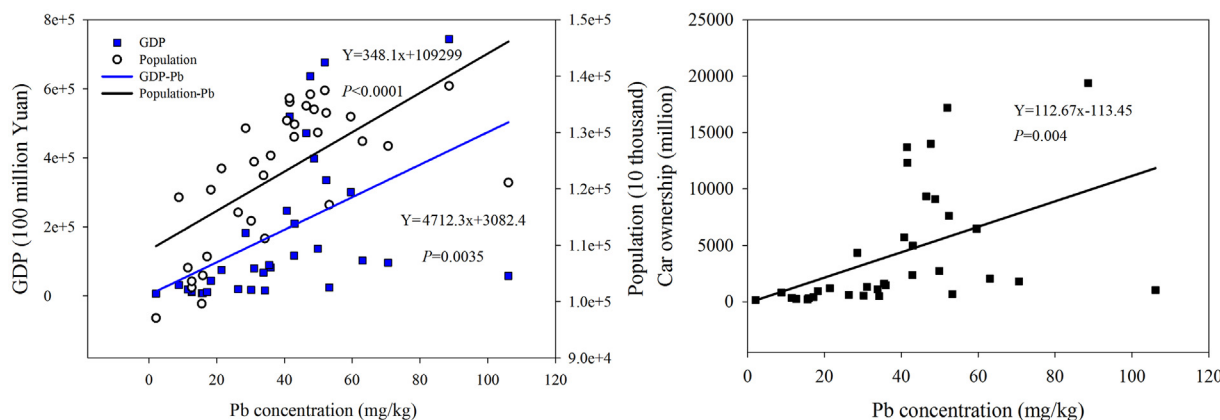 8e+5
6e+5
4e+5
2e+5
0
GDP (100 million Yuan)
GDP
Population
GDP-Pb
Population-Pb
Y=348.1x+109299
P<0.0001
Y=4712.3x+3082.4
P=0.0035
1.5e+5
1.4e+5
1.3e+5
1.2e+5
1.1e+5
1.0e+5
9.0e+4
Population (10 thousand)
0 20 40 60 80 100 120
Pb concentration (mg/kg)
25000
20000
15000
10000
5000
0
Car ownership (million)
Y=112.67x-113.45
P=0.004
0 20 40 60 80 100 120
Pb concentration (mg/kg)